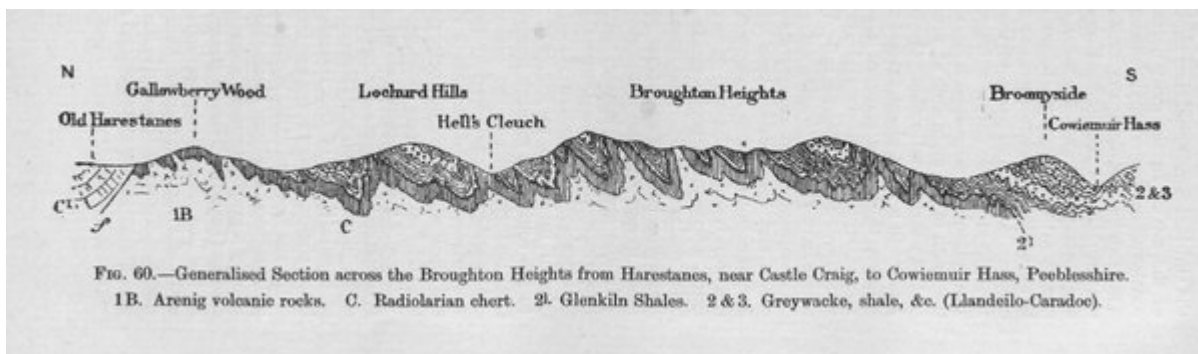 N
S
Gallowberry Wood
Lochurd Hills
Broughton Heights
Broomyside
Old Harestanes
Hell's Cleuch
Cowiemuir Hass
C¹
f
1B
C
2¹
2 & 3
FIG. 60.—Generalised Section across the Broughton Heights from Harestanes, near Castle Craig, to Cowiemuir Hass, Peeblesshire.
1 B. Arenig volcanic rocks. C. Radiolarian chert. 2¹. Glenkiln Shales. 2 & 3. Greywacke, shale, &c. (Llandeilo-Caradoc).